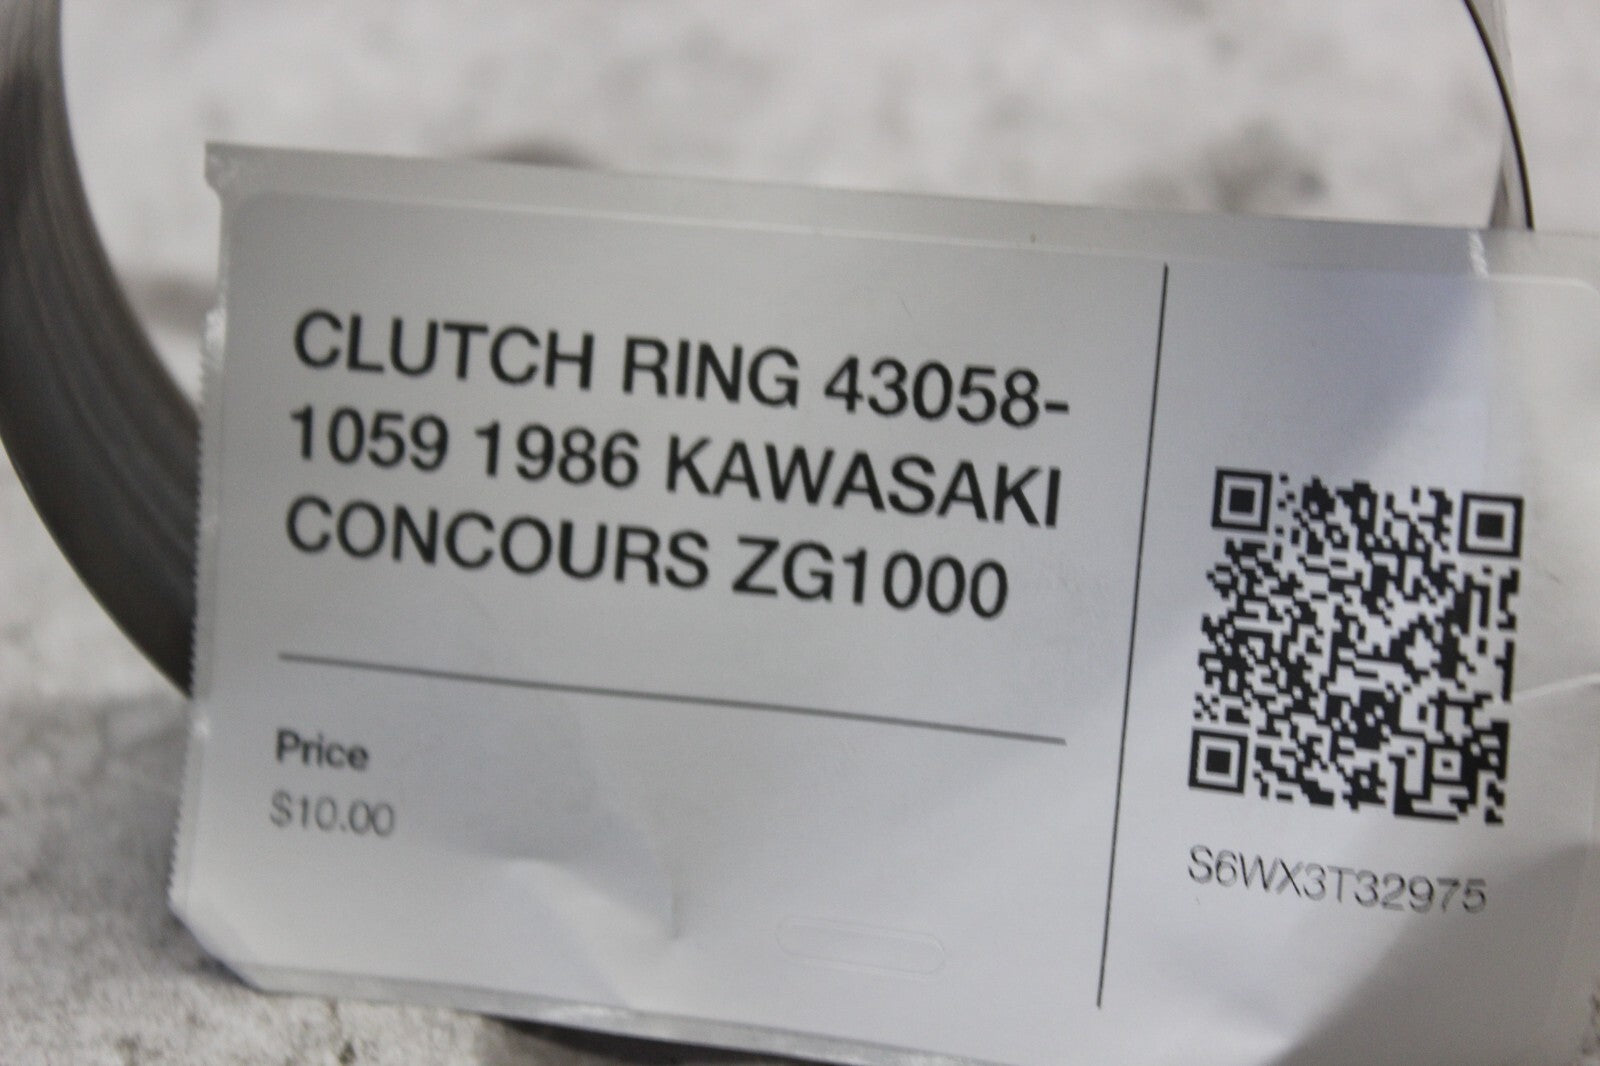 CLUTCH RING 43058-
1059 1986 KAWASAKI
CONCOURS ZG1000
Price
$10.00
S6WX3T32975